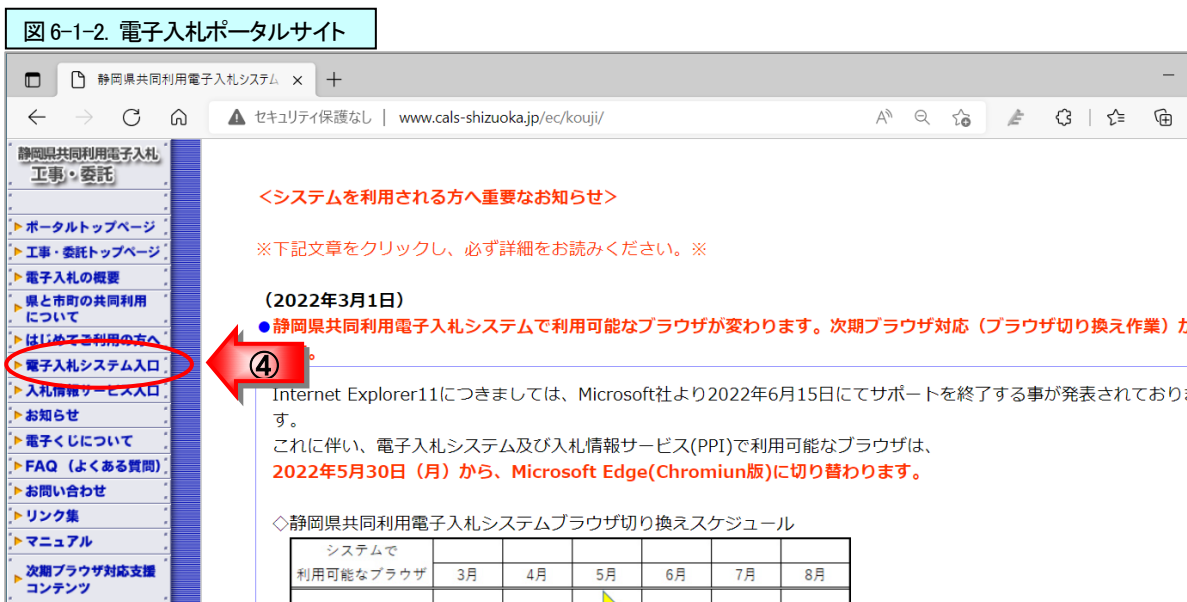 図 6-1-2. 電子入札ポータルサイト
静岡県共同利用電子入札システム
セキュリティ保護なし | www.cals-shizuoka.jp/ec/kouji/
静岡県共同利用電子入札
工事・委託
ポータルトップページ
工事・委託トップページ
電子入札の概要
県と市町の共同利用
について
はじめてご利用の方へ
電子入札システム入口
入札情報サービス入口
お知らせ
電子くじについて
FAQ（よくある質問）
お問い合わせ
リンク集
マニュアル
次期ブラウザ対応支援
コンテンツ
④
＜システムを利用される方へ重要なお知らせ＞
※下記文章をクリックし、必ず詳細をお読みください。※
（2022年3月1日）
●静岡県共同利用電子入札システムで利用可能なブラウザが変わります。次期ブラウザ対応（ブラウザ切り換え作業）が
。
Internet Explorer11につきましては、Microsoft社より2022年6月15日にてサポートを終了する事が発表されておりま
す。
これに伴い、電子入札システム及び入札情報サービス(PPI)で利用可能なブラウザは、
2022年5月30日（月）から、Microsoft Edge(Chromiun版)に切り替わります。
◇静岡県共同利用電子入札システムブラウザ切り換えスケジュール
システムで
利用可能なブラウザ 3月 4月 5月 6月 7月 8月